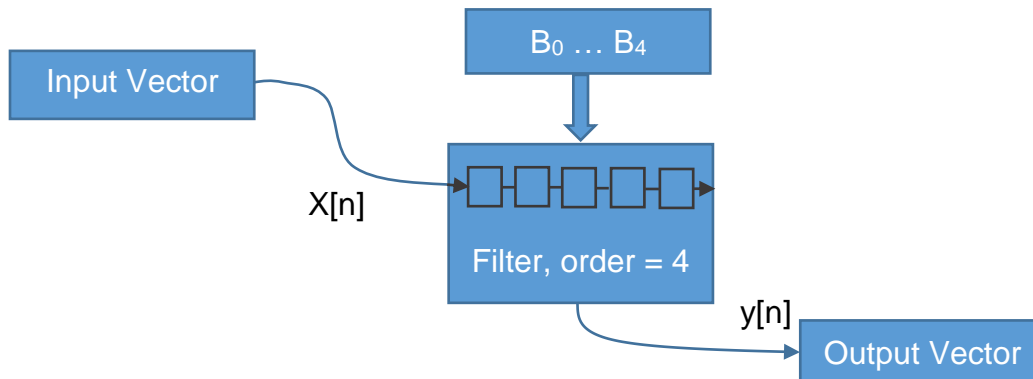 B₀ … B₄
Input Vector
X[n]
Filter, order = 4
y[n]
Output Vector